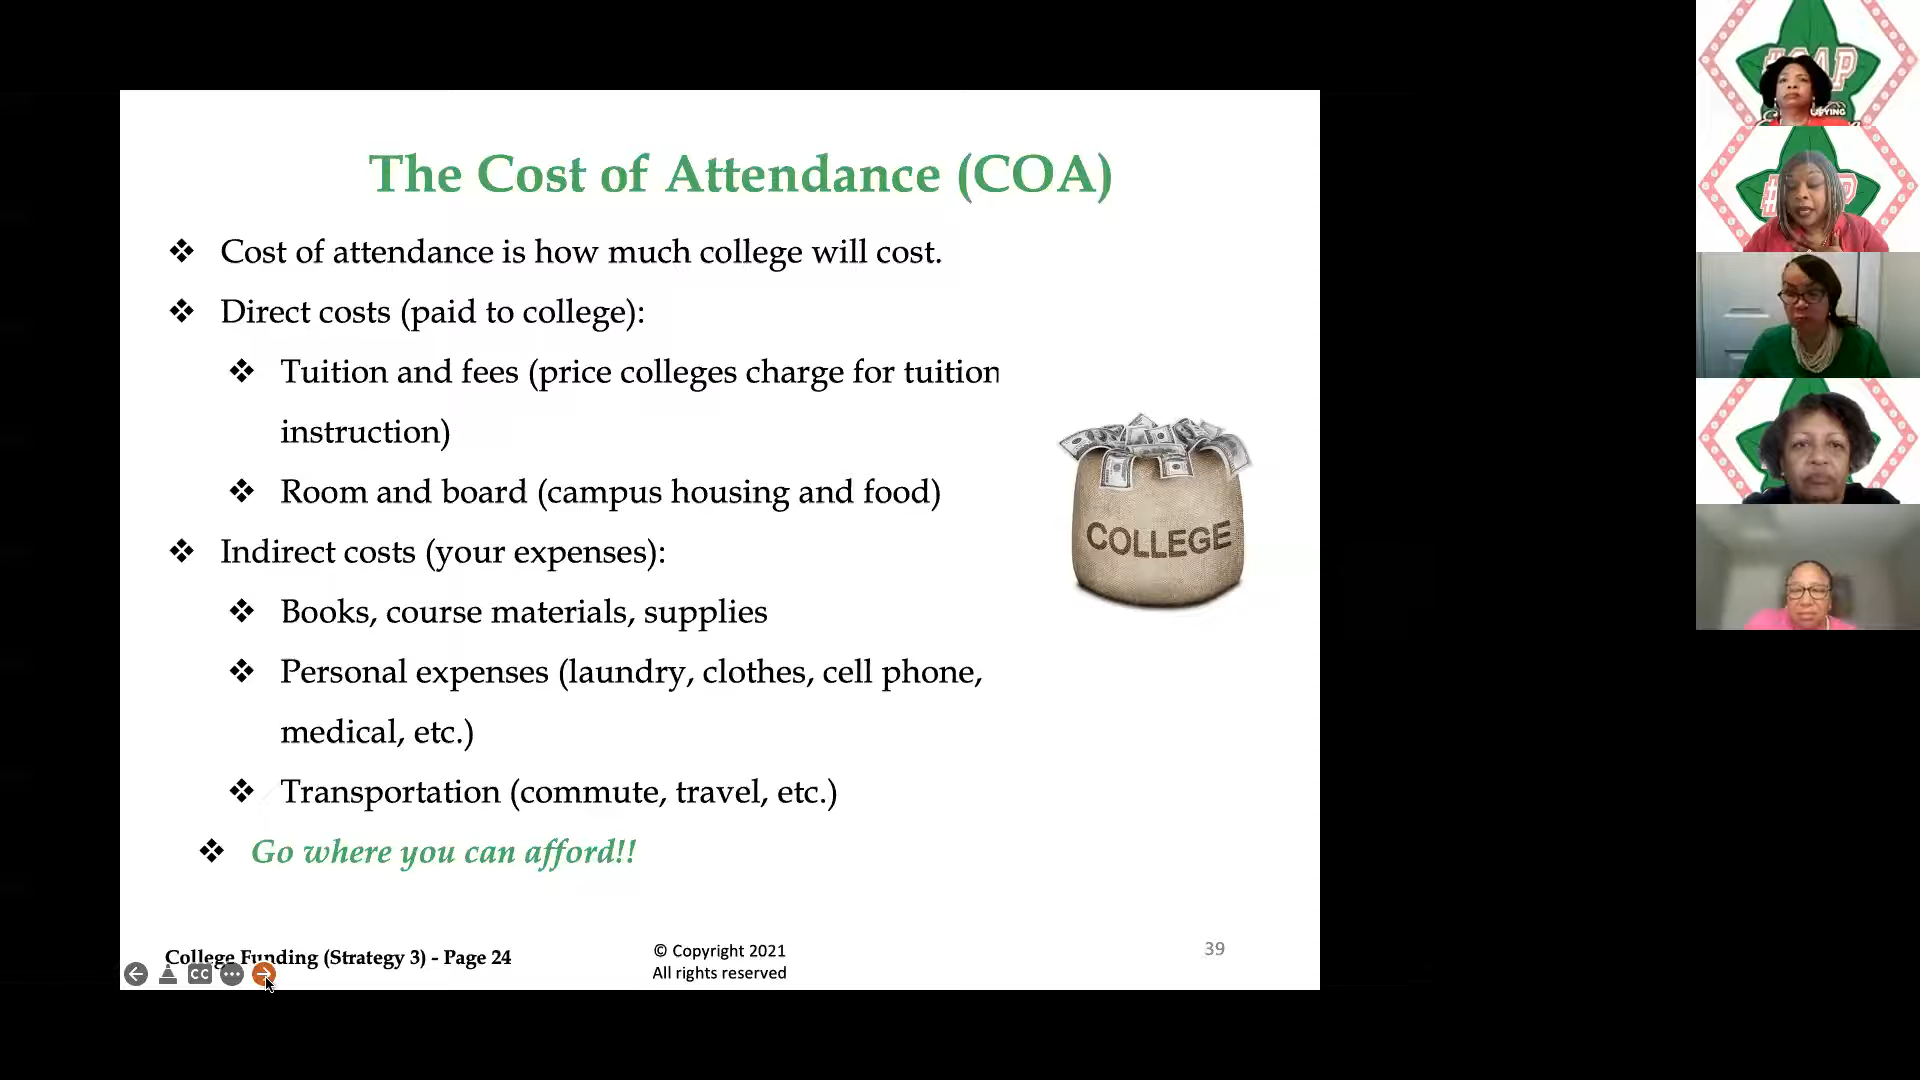 The Cost of Attendance (COA)
❖ Cost of attendance is how much college will cost.
❖ Direct costs (paid to college):
❖ Tuition and fees (price colleges charge for tuition
instruction)
❖ Room and board (campus housing and food)
❖ Indirect costs (your expenses):
❖ Books, course materials, supplies
❖ Personal expenses (laundry, clothes, cell phone,
medical, etc.)
❖ Transportation (commute, travel, etc.)
❖ Go where you can afford!!
COLLEGE
College Funding (Strategy 3) - Page 24
© Copyright 2021
All rights reserved
39
CC
#CAP